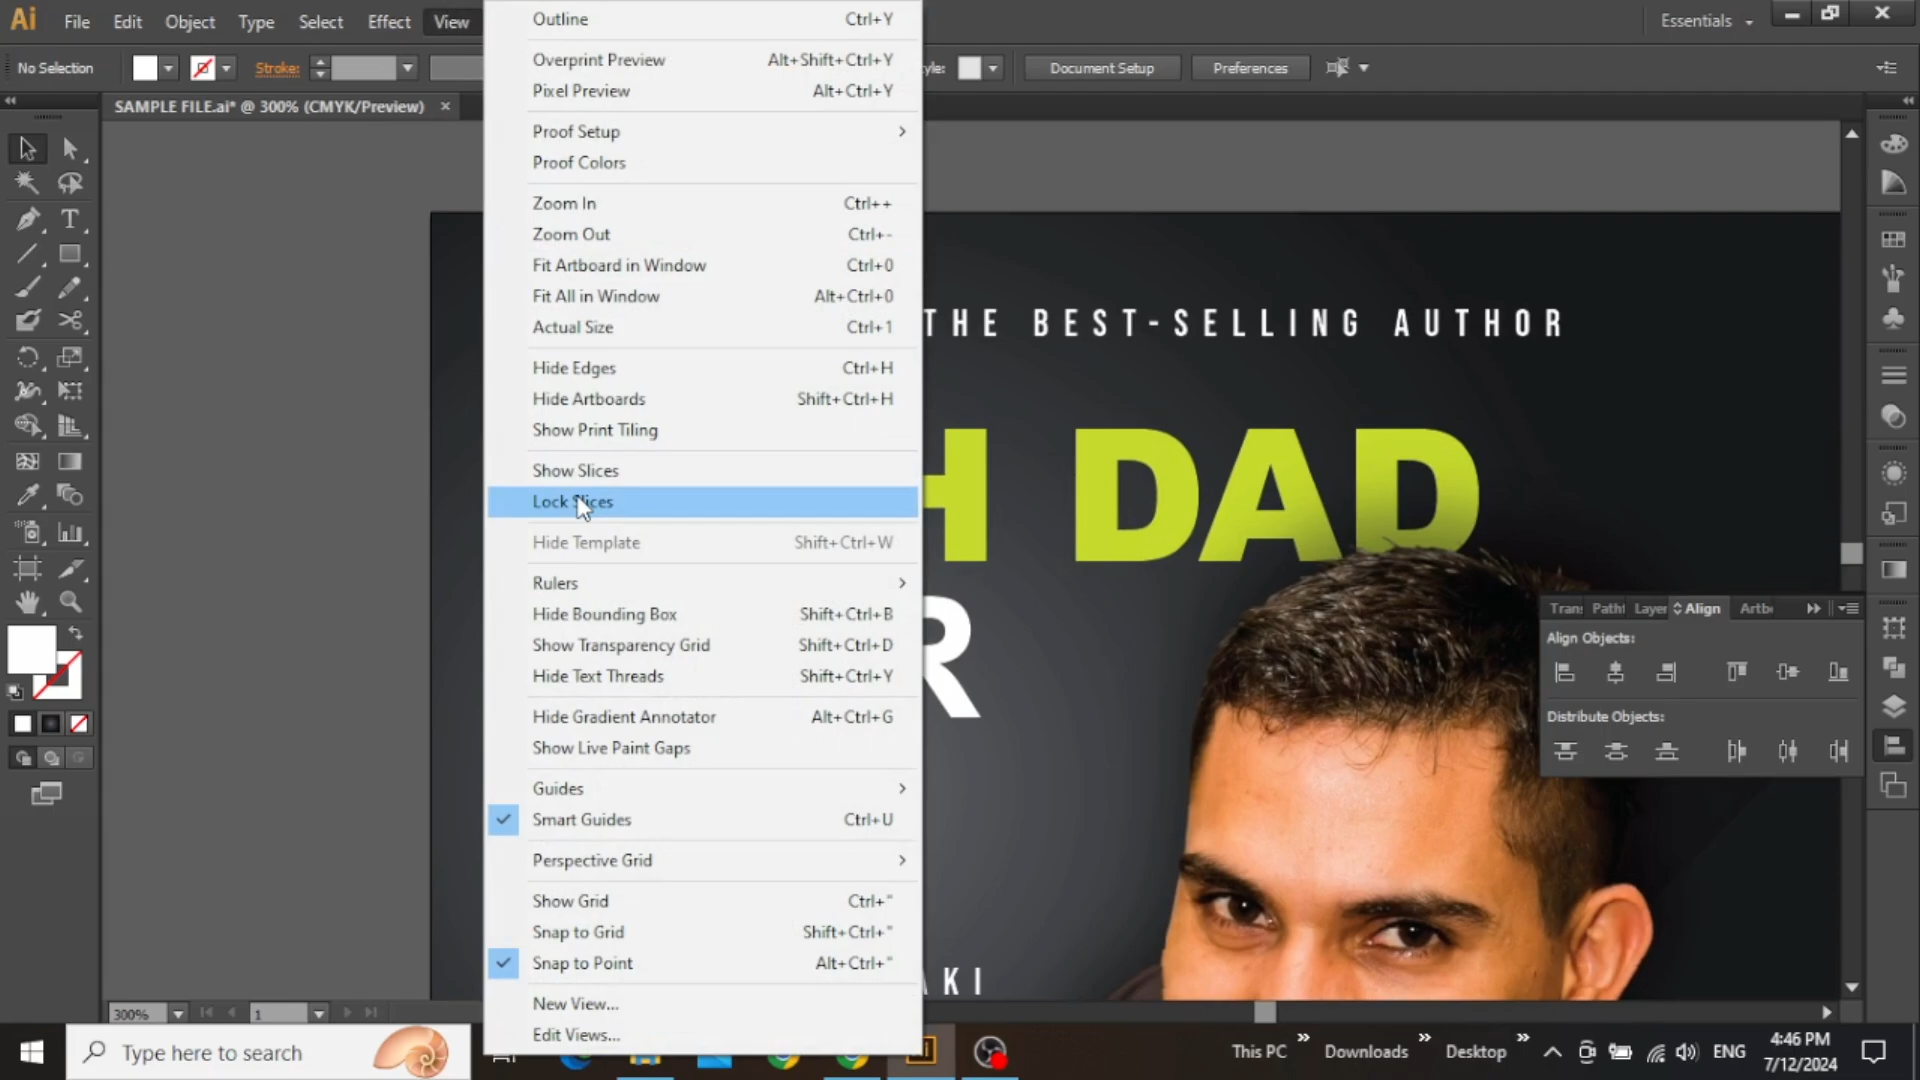 Ai File Edit Object Type Select Effect View
Essentials
No Selection
Stroke:
Document Setup
Preferences
SAMPLE FILE.ai* @ 300% (CMYK/Preview)
Outline Ctrl+Y
Overprint Preview Alt+Shift+Ctrl+Y
Pixel Preview Alt+Ctrl+Y
Proof Setup
Proof Colors
Zoom In Ctrl++
Zoom Out Ctrl+-
Fit Artboard in Window Ctrl+0
Fit All in Window Alt+Ctrl+0
Actual Size Ctrl+1
Hide Edges Ctrl+H
Hide Artboards Shift+Ctrl+H
Show Print Tiling
Show Slices
Lock Slices
Hide Template Shift+Ctrl+W
Rulers
Hide Bounding Box Shift+Ctrl+B
Show Transparency Grid Shift+Ctrl+D
Hide Text Threads Shift+Ctrl+Y
Hide Gradient Annotator Alt+Ctrl+G
Show Live Paint Gaps
Guides
Smart Guides Ctrl+U
Perspective Grid
Show Grid Ctrl+"
Snap to Grid Shift+Ctrl+"
Snap to Point Alt+Ctrl+"
New View...
Edit Views...
THE BEST-SELLING AUTHOR
H DAD
R
AKI
Trans Pathf Layer Align Artbo
Align Objects:
Distribute Objects:
300% 1
Type here to search
Ai
This PC Downloads Desktop ENG
4:46 PM
7/12/2024